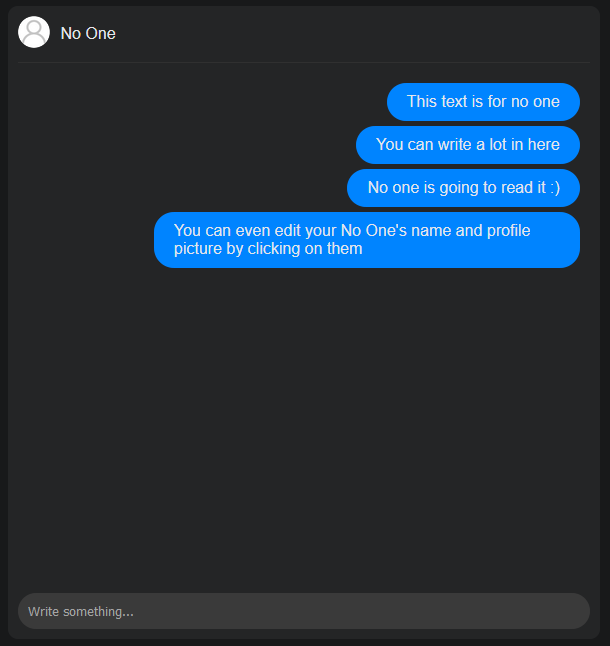 No One
This text is for no one
You can write a lot in here
No one is going to read it :)
You can even edit your No One's name and profile
picture by clicking on them
Write something...